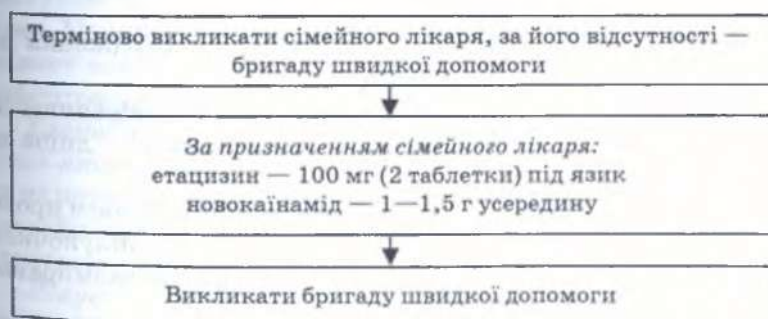 Терміново викликати сімейного лікаря, за його відсутності —
бригаду швидкої допомоги
За призначенням сімейного лікаря:
етацизин — 100 мг (2 таблетки) під язик
новокаїнамід — 1—1,5 г усередину
Викликати бригаду швидкої допомоги